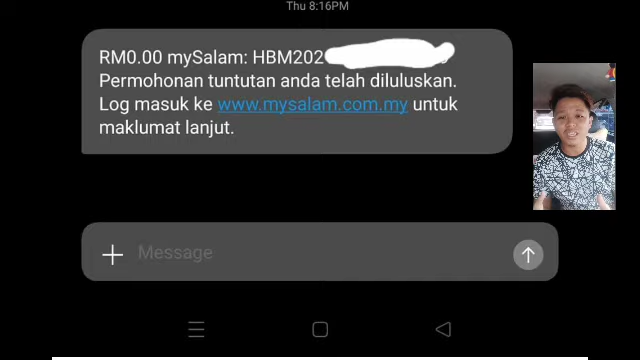 Thu 8:16PM
RM0.00 mySalam: HBM202
Permohonan tuntutan anda telah diluluskan.
Log masuk ke www.mysalam.com.my untuk
maklumat lanjut.
Message